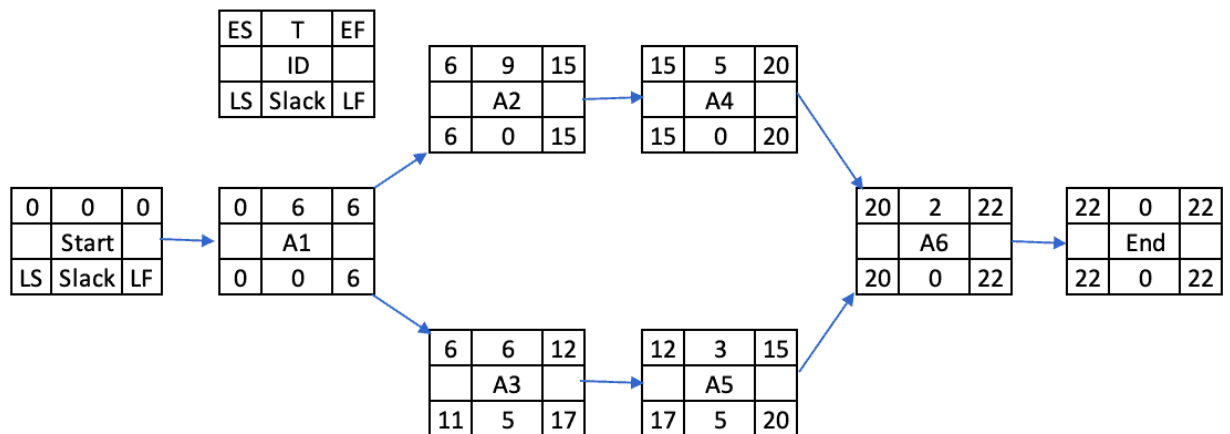 ES T EF
ID
LS Slack LF
6 9 15
A2
6 0 15
15 5 20
A4
15 0 20
0 0 0
Start
LS Slack LF
0 6 6
A1
0 0 6
20 2 22
A6
20 0 22
22 0 22
End
22 0 22
6 6 12
A3
11 5 17
12 3 15
A5
17 5 20